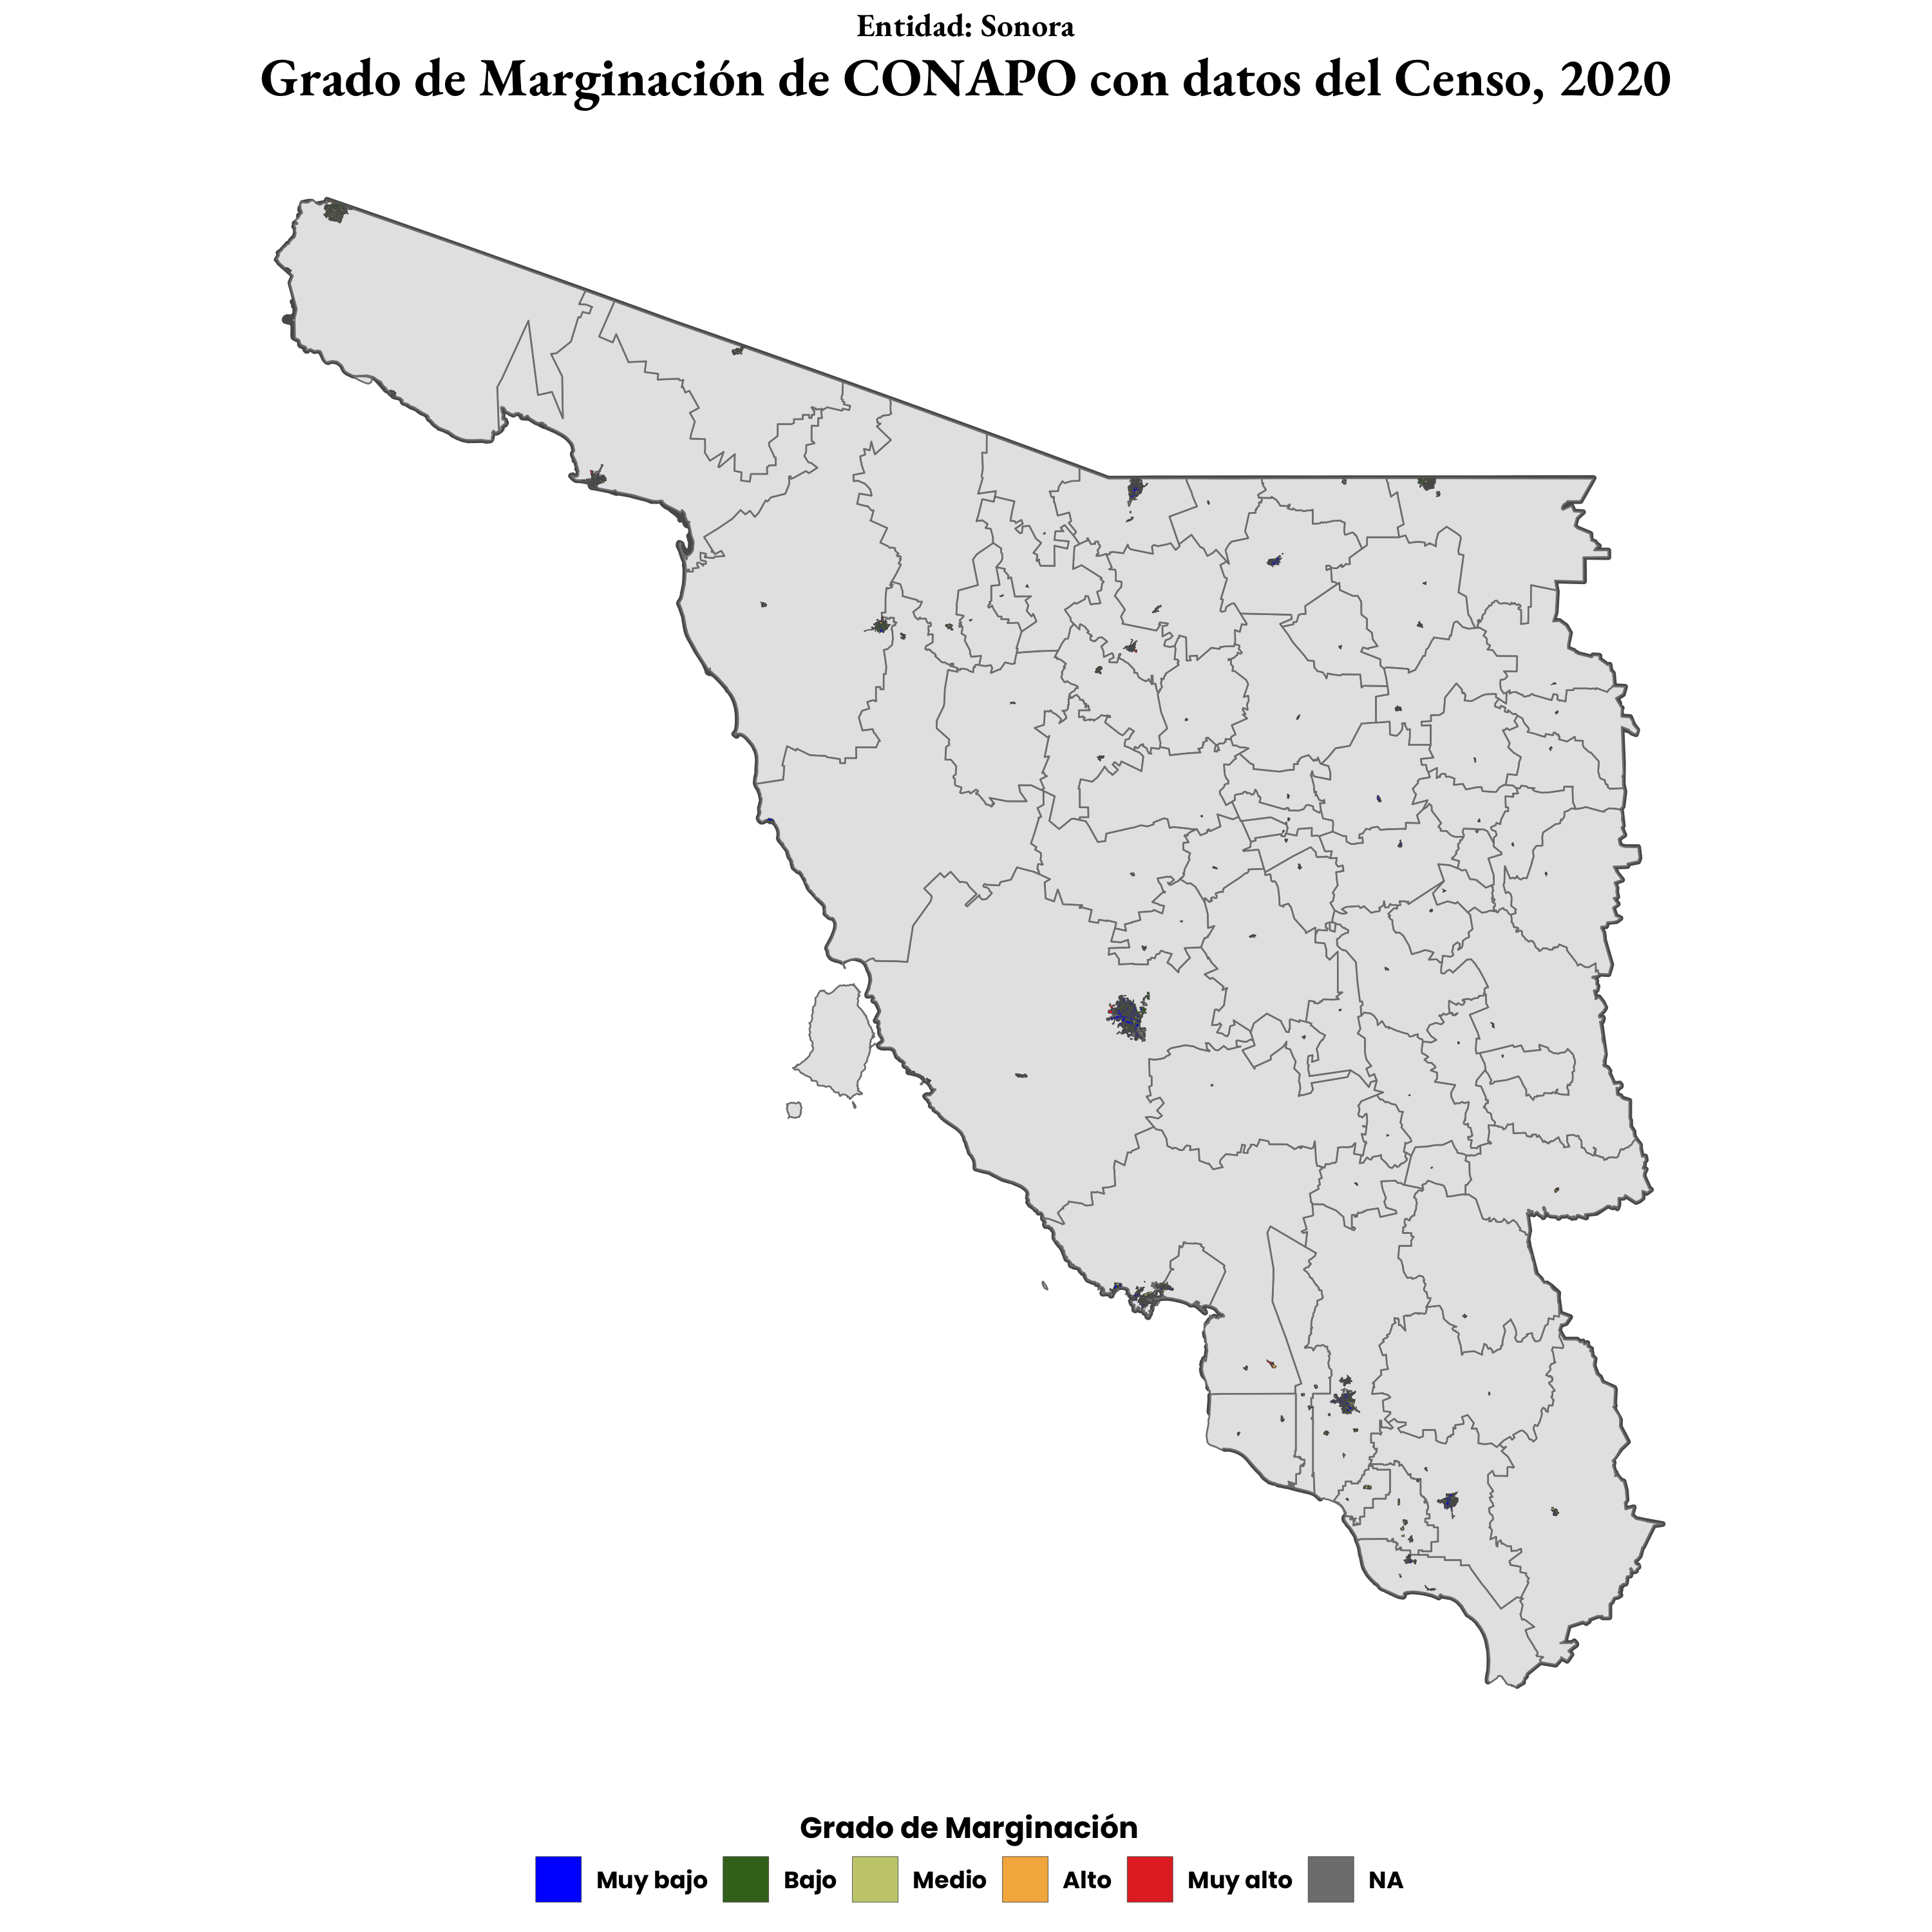 Entidad: Sonora
Grado de Marginación de CONAPO con datos del Censo, 2020
Grado de Marginación
Muy bajo Bajo Medio Alto Muy alto NA